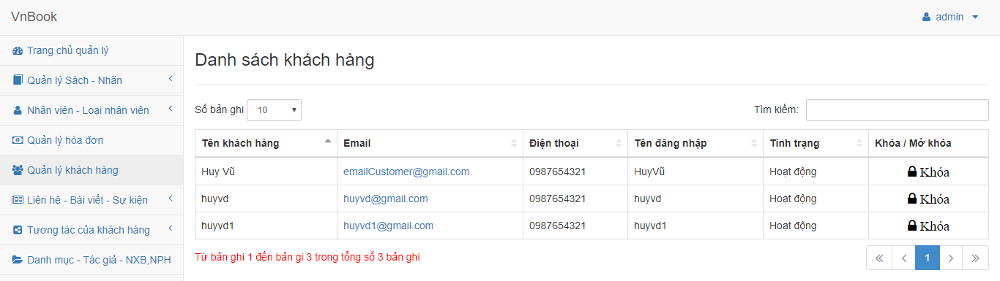 VnBook
admin
Trang chủ quản lý
Quản lý Sách - Nhãn
Nhân viên - Loại nhân viên
Quản lý hóa đơn
Quản lý khách hàng
Liên hệ - Bài viết - Sự kiện
Tương tác của khách hàng
Danh mục - Tác giả - NXB,NPH
Danh sách khách hàng
Số bản ghi 10 Tìm kiếm:
Tên khách hàng Email Điện thoại Tên đăng nhập Tình trạng Khóa / Mở khóa
Huy Vũ emailCustomer@gmail.com 0987654321 HuyVũ Hoạt động Khóa
huyvd huyvd@gmail.com 0987654321 huyvd Hoạt động Khóa
huyvd1 huyvd1@gmail.com 0987654321 huyvd1 Hoạt động Khóa
Từ bản ghi 1 đến bản gi 3 trong tổng số 3 bản ghi « ‹ 1 › »